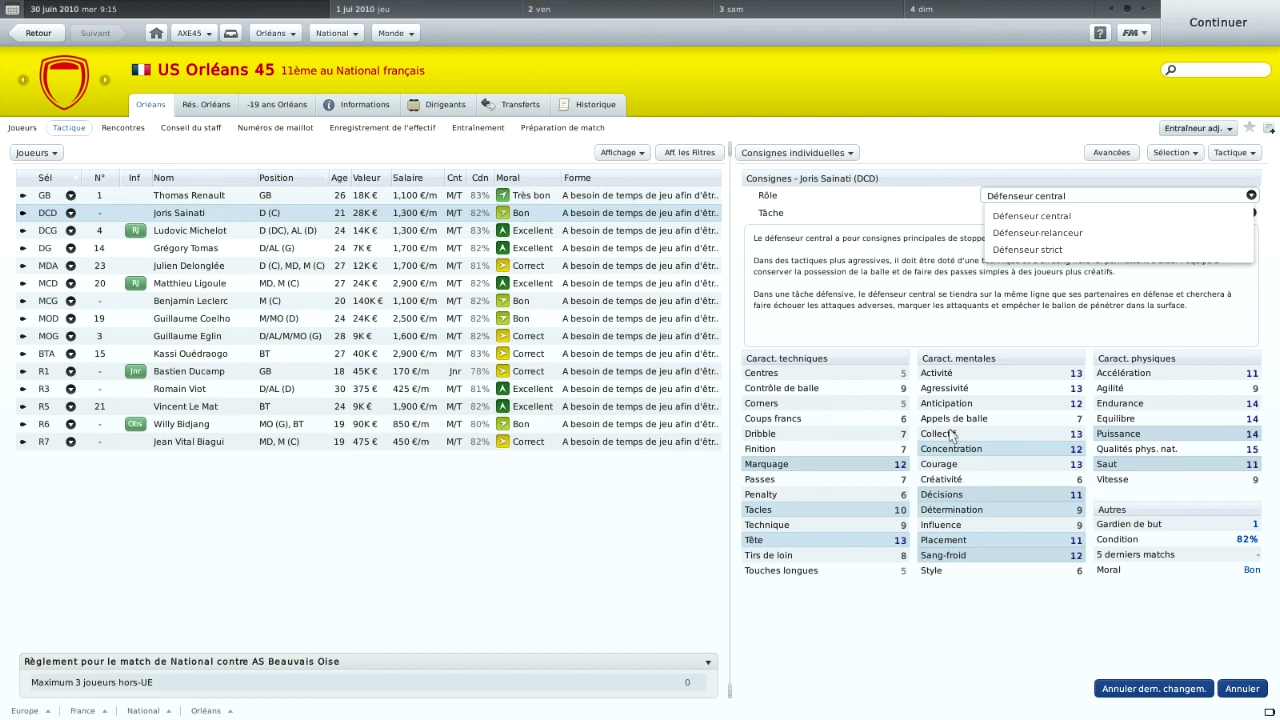 30 juin 2010 mer 9:15 1 jui 2010 jeu 2 ven 3 sam 4 dim
Continuer
Retour Suivant AXE45 Orléans National Monde ? FM
US Orléans 45 11ème au National français
Orléans Rés. Orléans -19 ans Orléans Informations Dirigeants Transferts Historique
Joueurs Tactique Rencontres Conseil du staff Numéros de maillot Enregistrement de l'effectif Entraînement Préparation de match Entraîneur adj.
Joueurs Affichage Aff. les Filtres
Sél N° Inf Nom Position Age Valeur Salaire Cnt Cdn Moral Forme
GB 1 Thomas Renault GB 26 18K € 1,100 €/m M/T 83% Très bon A besoin de temps de jeu afin d'êtr..
DCD - Joris Sainati D (C) 21 28K € 1,300 €/m M/T 82% Bon A besoin de temps de jeu afin d'êtr..
DCG 4 Rj Ludovic Michelot D (DC), AL (D) 24 14K € 1,300 €/m M/T 83% Excellent A besoin de temps de jeu afin d'êtr..
DG 14 Grégory Tomas D/AL (G) 24 7K € 1,700 €/m M/T 82% Excellent A besoin de temps de jeu afin d'êtr..
MDA 23 Julien Delonglée D (C), MD, M (C) 27 12K € 1,700 €/m M/T 81% Correct A besoin de temps de jeu afin d'êtr..
MCD 20 Rj Matthieu Ligoule MD, M (C) 27 24K € 2,900 €/m M/T 82% Excellent A besoin de temps de jeu afin d'êtr..
MCG - Benjamin Leclerc M (C) 20 140K € 1,100 €/m M/T 82% Bon A besoin de temps de jeu afin d'êtr..
MOD 19 Guillaume Coelho M/MO (D) 24 24K € 2,500 €/m M/T 82% Bon A besoin de temps de jeu afin d'êtr..
MOG 3 Guillaume Eglin D/AL/MO (G) 28 9K € 1,600 €/m M/T 82% Correct A besoin de temps de jeu afin d'êtr..
BTA 15 Kassi Ouédraogo BT 27 40K € 2,900 €/m M/T 83% Correct A besoin de temps de jeu afin d'êtr..
R1 - Jnr Bastien Ducamp GB 18 45K € 170 €/m Jnr 78% Correct A besoin de temps de jeu afin d'êtr..
R3 - Romain Viot D/AL (D) 30 375 € 425 €/m M/T 81% Excellent A besoin de temps de jeu afin d'êtr..
R5 21 Vincent Le Mat BT 24 9K € 1,900 €/m M/T 82% Excellent A besoin de temps de jeu afin d'êtr..
R6 - Obs Willy Bidjang MO (G), BT 19 90K € 850 €/m M/T 80% Bon A besoin de temps de jeu afin d'êtr..
R7 - Jean Vital Biagui MD, M (C) 19 475 € 450 €/m M/T 82% Correct A besoin de temps de jeu afin d'êtr..
Règlement pour le match de National contre AS Beauvais Oise
Maximum 3 joueurs hors-UE 0
Consignes individuelles Avancées Sélection Tactique
Consignes - Joris Sainati (DCD)
Rôle Défenseur central
Tâche
Défenseur central
Défenseur-relanceur
Défenseur strict
Le défenseur central a pour consignes principales de stoppe
Dans des tactiques plus agressives, il doit être doté d'une
conserver la possession de la balle et de faire des passes simples à des joueurs plus créatifs.
Dans une tâche défensive, le défenseur central se tiendra sur la même ligne que ses partenaires en défense et cherchera à
faire échouer les attaques adverses, marquer les attaquants et empêcher le ballon de pénétrer dans la surface.
Caract. techniques Caract. mentales Caract. physiques
Centres 5 Activité 13 Accélération 11
Contrôle de balle 9 Agressivité 13 Agilité 9
Corners 5 Anticipation 12 Endurance 14
Coups francs 6 Appels de balle 7 Equilibre 14
Dribble 7 Collectif 13 Puissance 14
Finition 7 Concentration 12 Qualités phys. nat. 15
Marquage 12 Courage 13 Saut 11
Passes 7 Créativité 6 Vitesse 9
Penalty 6 Décisions 11
Tacles 10 Détermination 9 Autres
Technique 9 Influence 9 Gardien de but 1
Tête 13 Placement 11 Condition 82%
Tirs de loin 8 Sang-froid 12 5 derniers matchs -
Touches longues 5 Style 6 Moral Bon
Annuler dern. changem. Annuler
Europe France National Orléans